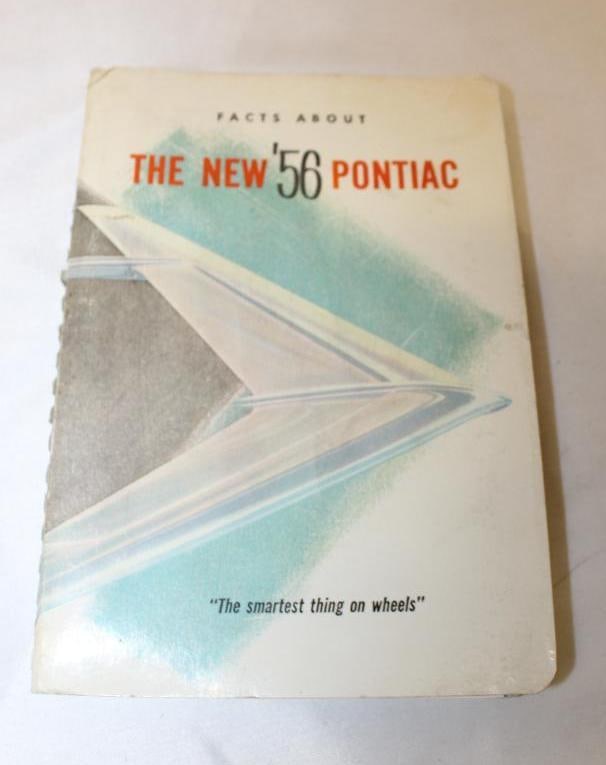 FACTS ABOUT
THE NEW '56 PONTIAC
"The smartest thing on wheels"